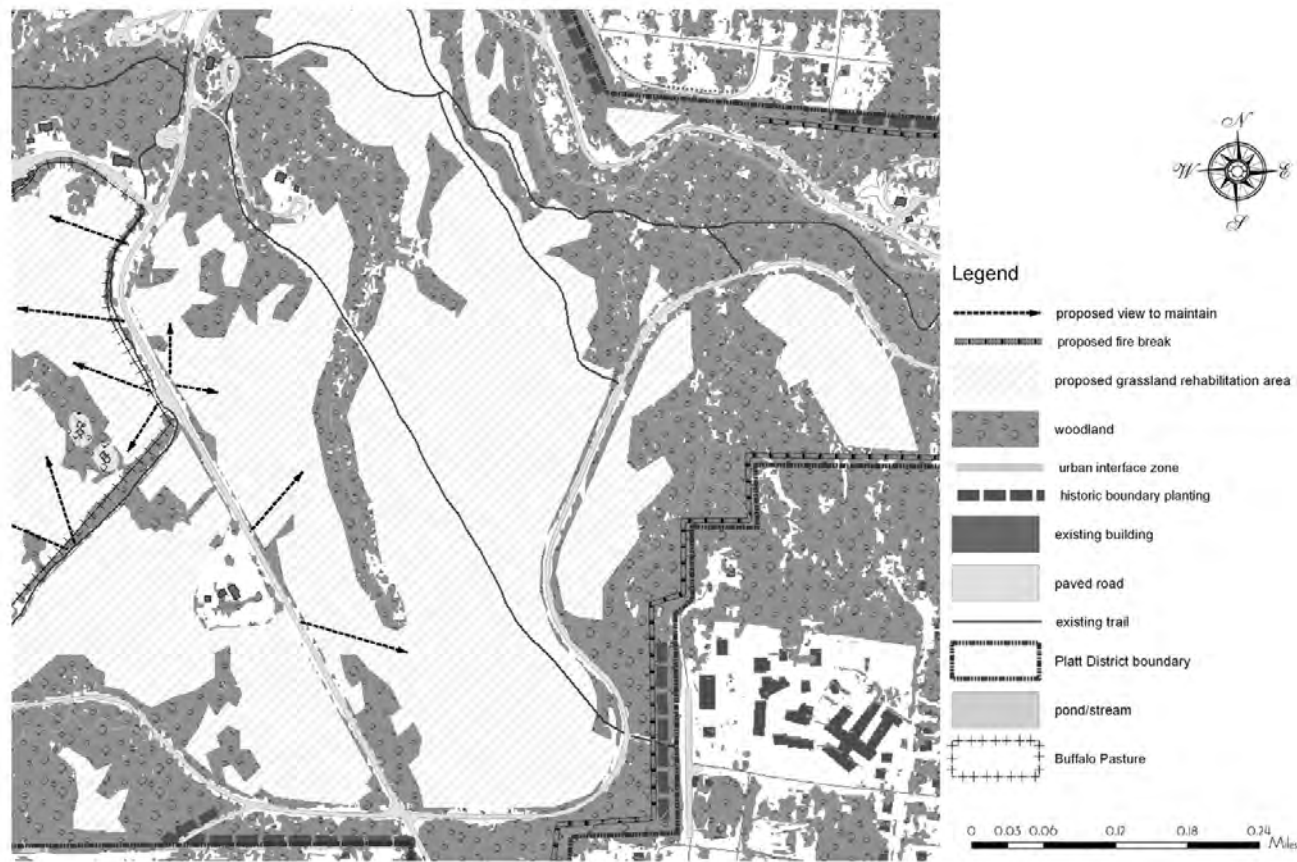 N
W
E
S
Legend
proposed view to maintain
proposed fire break
proposed grassland rehabilitation area
woodland
urban interface zone
historic boundary planting
existing building
paved road
existing trail
Platt District boundary
pond/stream
Buffalo Pasture
0 0.03 0.06 0.12 0.18 0.24
Miles